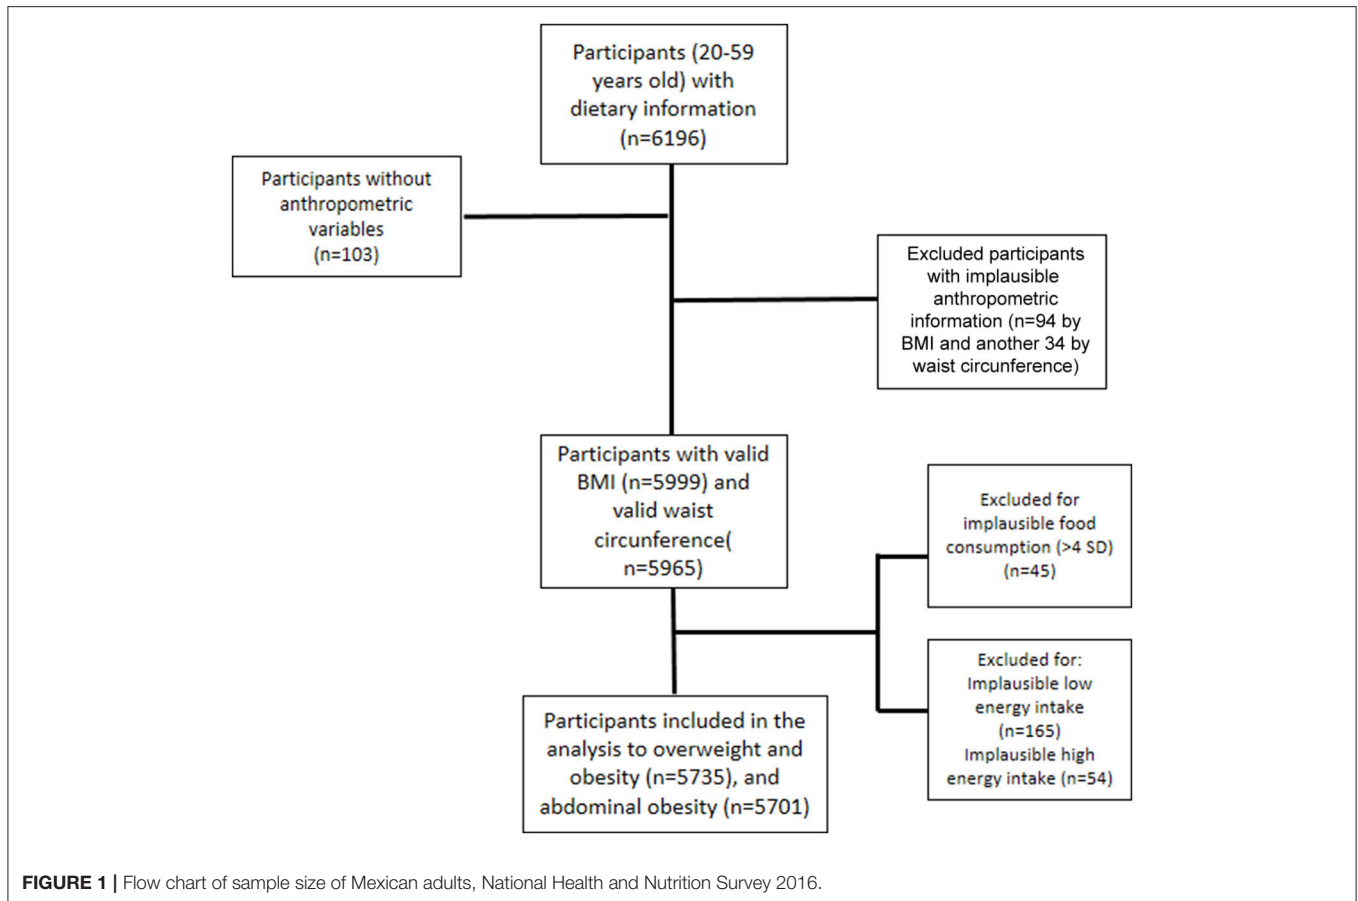 Participants (20-59
years old) with
dietary information
(n=6196)
Participants without
anthropometric
variables
(n=103)
Excluded participants
with implausible
anthropometric
information (n=94 by
BMI and another 34 by
waist circunference)
Participants with valid
BMI (n=5999) and
valid waist
circunference(
n=5965)
Excluded for
implausible food
consumption (>4 SD)
(n=45)
Excluded for:
Implausible low
energy intake
(n=165)
Implausible high
energy intake (n=54)
Participants included in the
analysis to overweight and
obesity (n=5735), and
abdominal obesity (n=5701)
FIGURE 1 | Flow chart of sample size of Mexican adults, National Health and Nutrition Survey 2016.